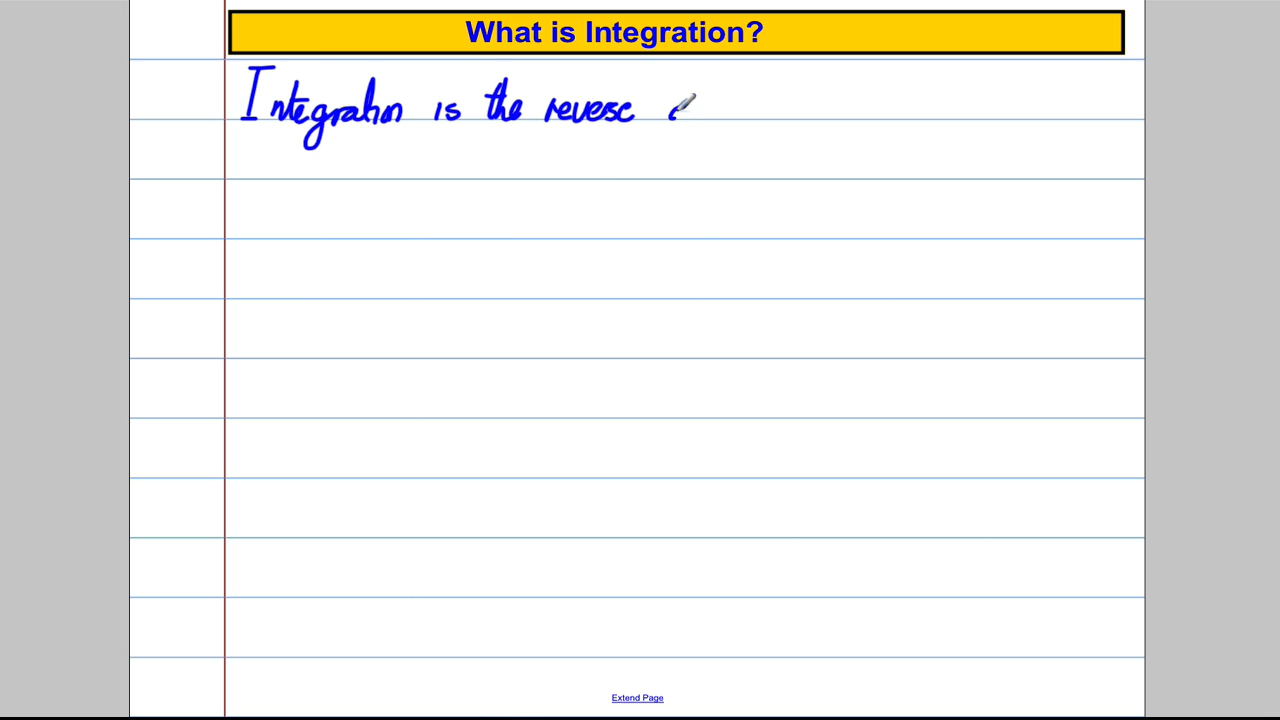 What is Integration?
Integration is the reverse
Extend Page